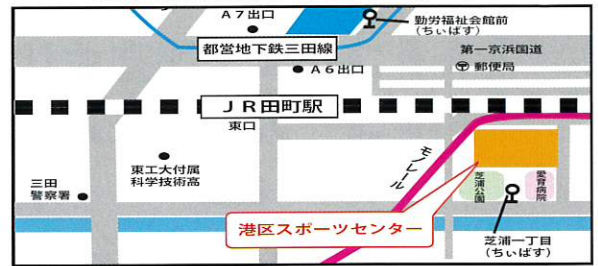 A7出口
勤労福祉会館前
(ちぃばす)
都営地下鉄三田線
第一京浜国道
A6出口
〶郵便局
JR田町駅
東口
モノレール
東工大付属
科学技術高
三田
警察署
芝浦公園
愛育病院
港区スポーツセンター
芝浦一丁目
(ちぃばす)